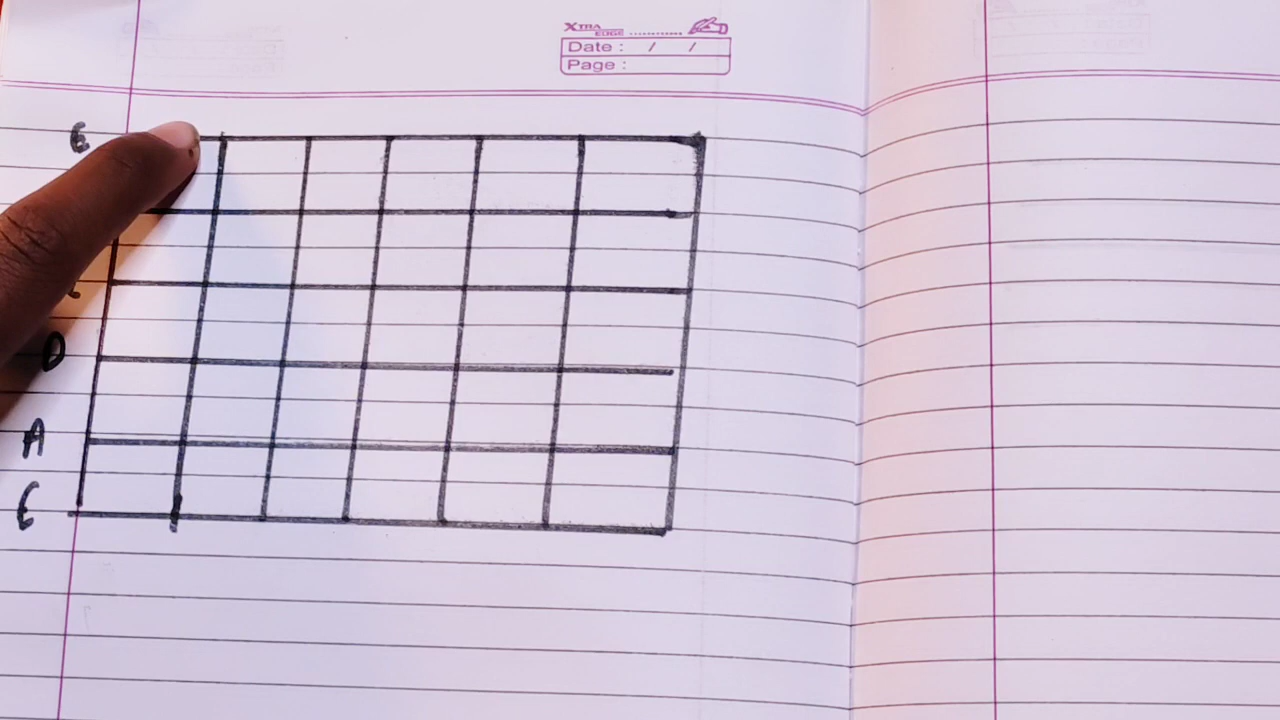 XTRA
EDGE ............
Date : / /
Page :
E
D
A
E